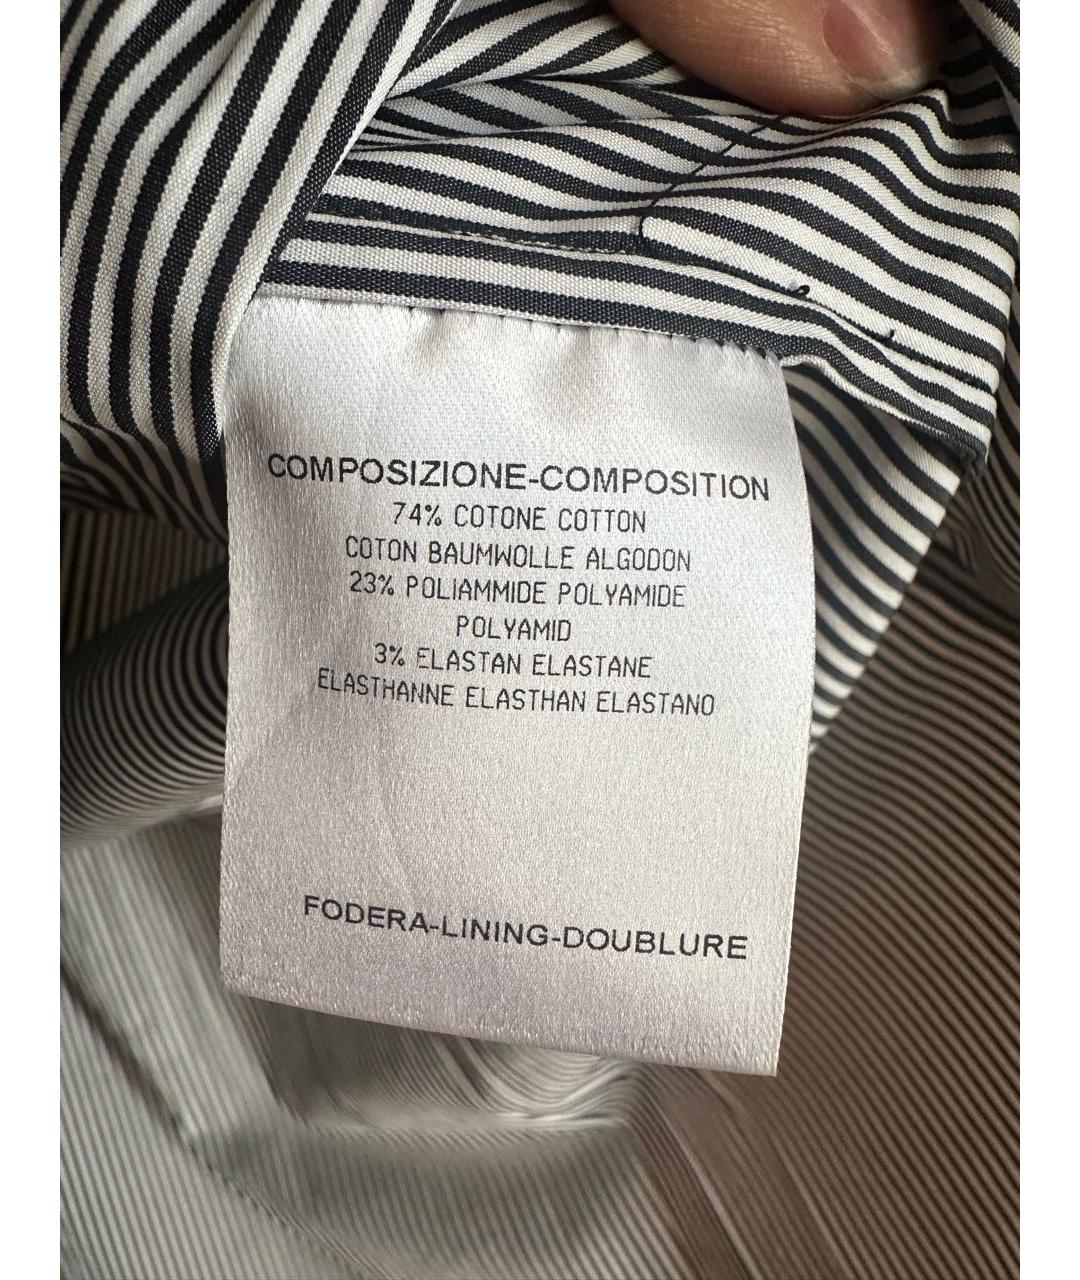 COMPOSIZIONE-COMPOSITION
74% COTONE COTTON
COTON BAUMWOLLE ALGODON
23% POLIAMMIDE POLYAMIDE
POLYAMID
3% ELASTAN ELASTANE
ELASTHANNE ELASTHAN ELASTANO
FODERA-LINING-DOUBLURE